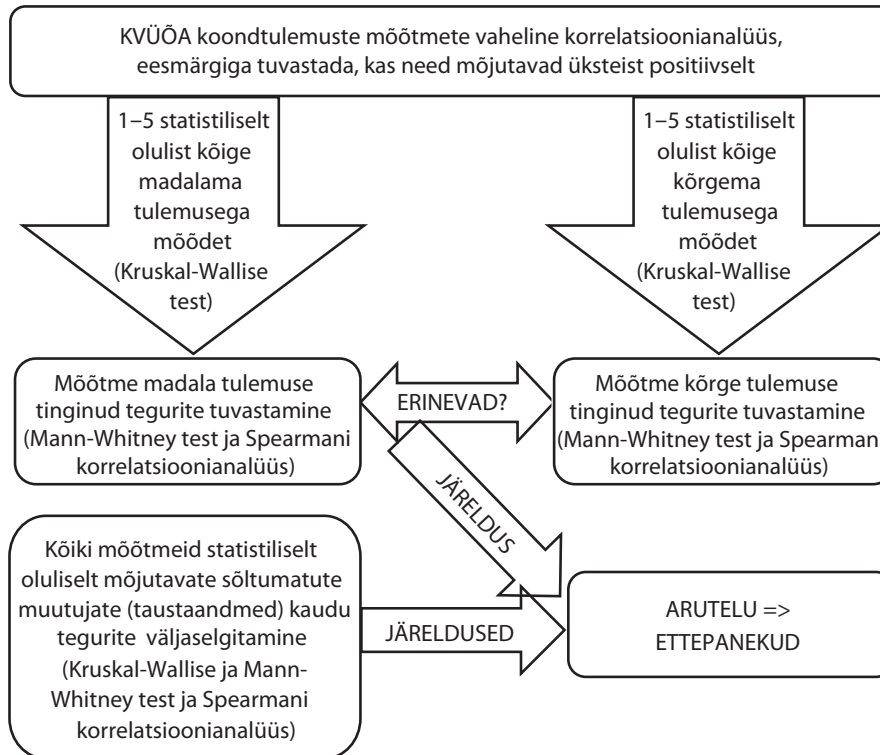 KVÜÕA koondtulemuste mõõtmete vaheline korrelatsioonianalüüs,
eesmärgiga tuvastada, kas need mõjutavad üksteist positiivselt
1–5 statistiliselt
olulist kõige
madalama
tulemusega
mõõdet
(Kruskal-Wallise
test)
1–5 statistiliselt
olulist kõige
kõrgema
tulemusega
mõõdet
(Kruskal-Wallise
test)
Mõõtme madala tulemuse
tinginud tegurite tuvastamine
(Mann-Whitney test ja Spearmani
korrelatsioonianalüüs)
ERINEVAD?
Mõõtme kõrge tulemuse
tinginud tegurite tuvastamine
(Mann-Whitney test ja Spearmani
korrelatsioonianalüüs)
JÄRELDUS
Kõiki mõõtmeid statistiliselt
oluliselt mõjutavate sõltumatute
muutujate (taustaandmed) kaudu
tegurite väljaselgitamine
(Kruskal-Wallise ja Mann-
Whitney test ja Spearmani
korrelatsioonianalüüs)
JÄRELDUSED
ARUTELU =>
ETTEPANEKUD